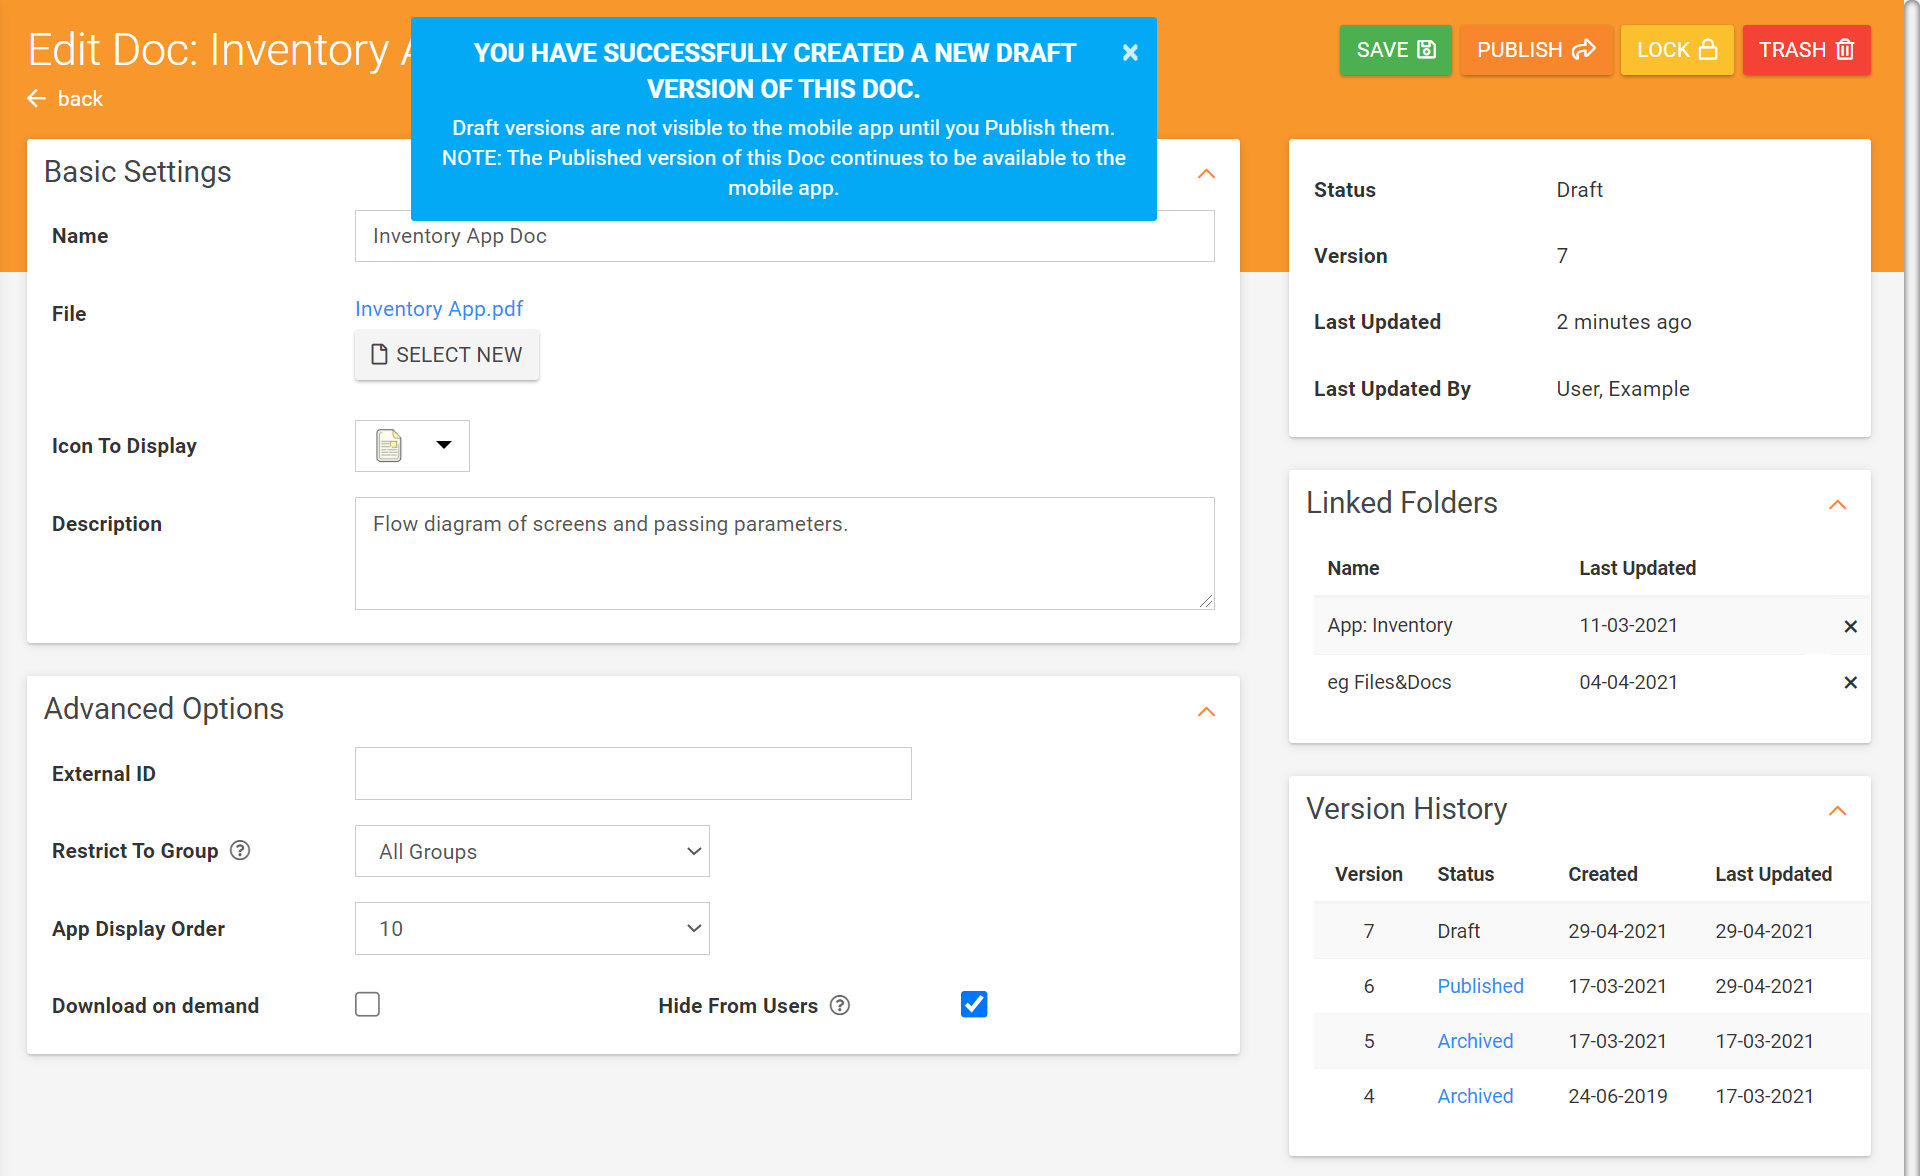 Edit Doc: Inventory
back
YOU HAVE SUCCESSFULLY CREATED A NEW DRAFT
VERSION OF THIS DOC.
Draft versions are not visible to the mobile app until you Publish them.
NOTE: The Published version of this Doc continues to be available to the
mobile app.
×
SAVE
PUBLISH
LOCK
TRASH
Basic Settings
Name
Inventory App Doc
File
Inventory App.pdf
SELECT NEW
Icon To Display
Description
Flow diagram of screens and passing parameters.
Advanced Options
External ID
Restrict To Group ?
All Groups
App Display Order
10
Download on demand
Hide From Users ?
Status Draft
Version 7
Last Updated 2 minutes ago
Last Updated By User, Example
Linked Folders
Name Last Updated
App: Inventory 11-03-2021 ×
eg Files&Docs 04-04-2021 ×
Version History
Version Status Created Last Updated
7 Draft 29-04-2021 29-04-2021
6 Published 17-03-2021 29-04-2021
5 Archived 17-03-2021 17-03-2021
4 Archived 24-06-2019 17-03-2021